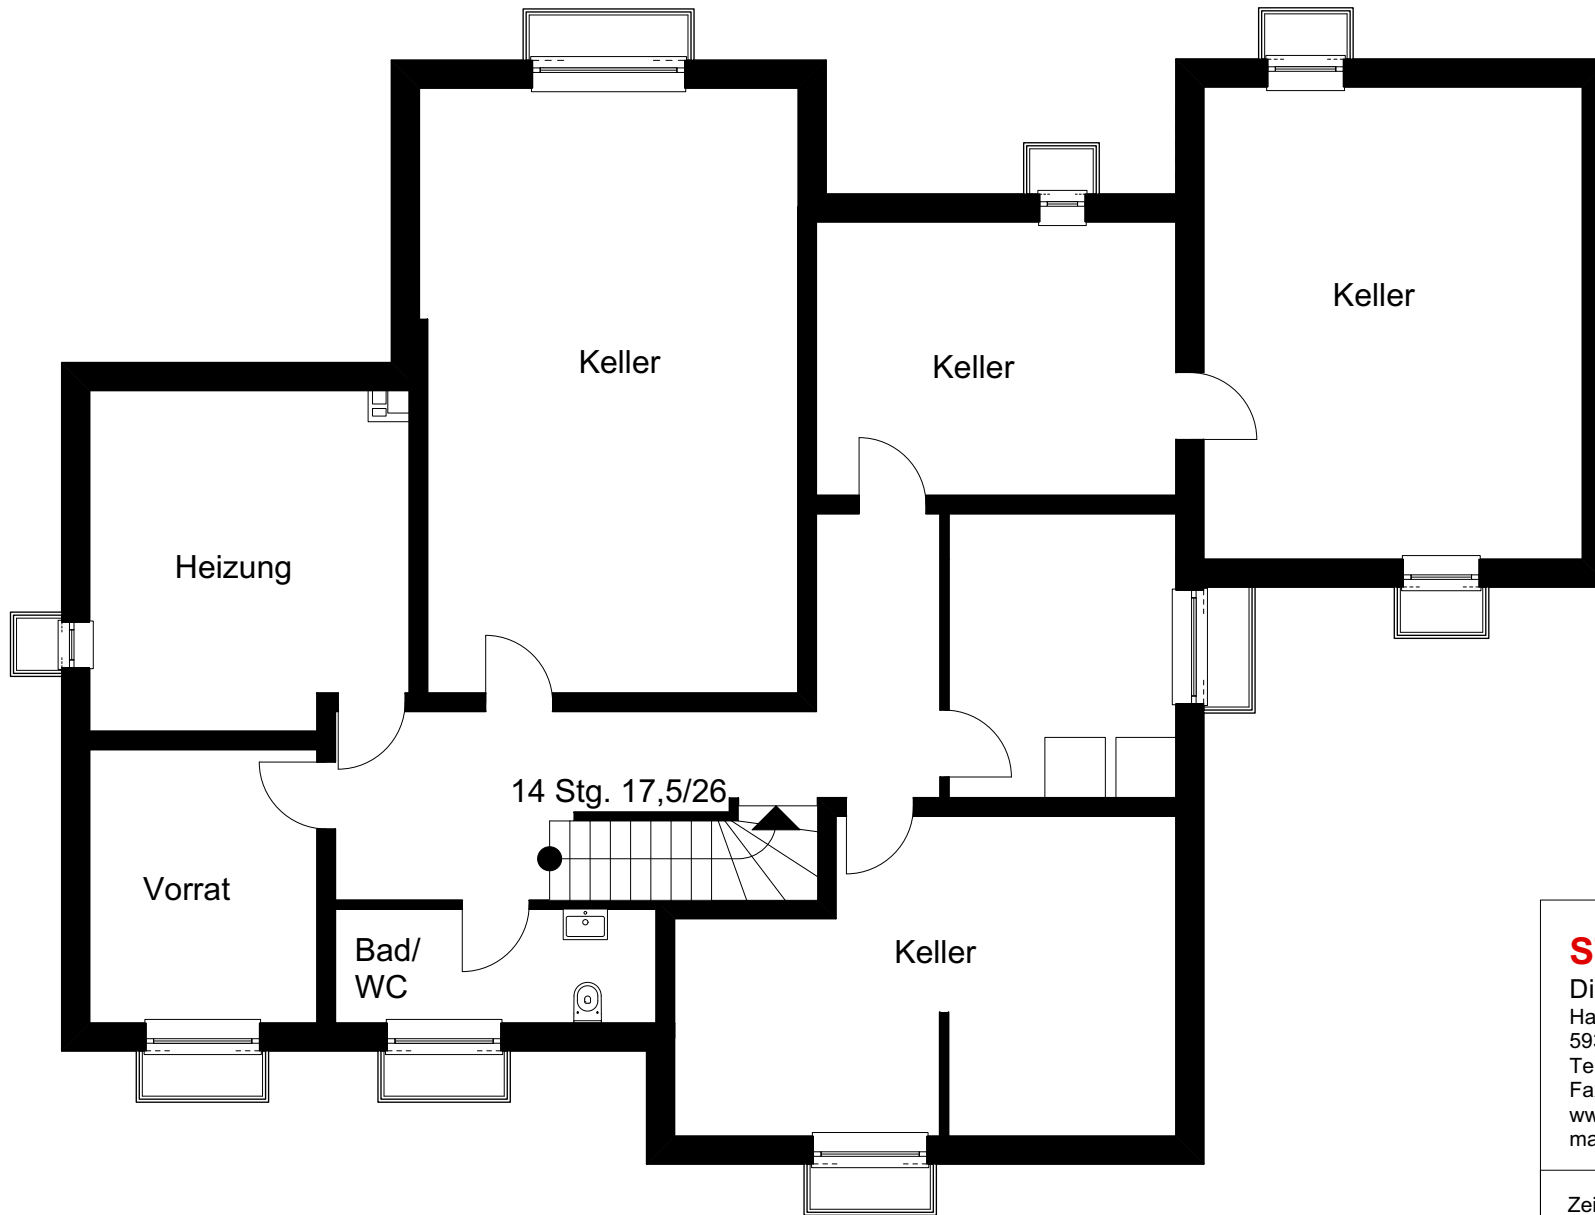 Keller
Keller
Keller
Heizung
14 Stg. 17,5/26
Vorrat
Bad/
WC
Keller
S
Di
Ha
59
Te
Fa
ww
ma
Zei